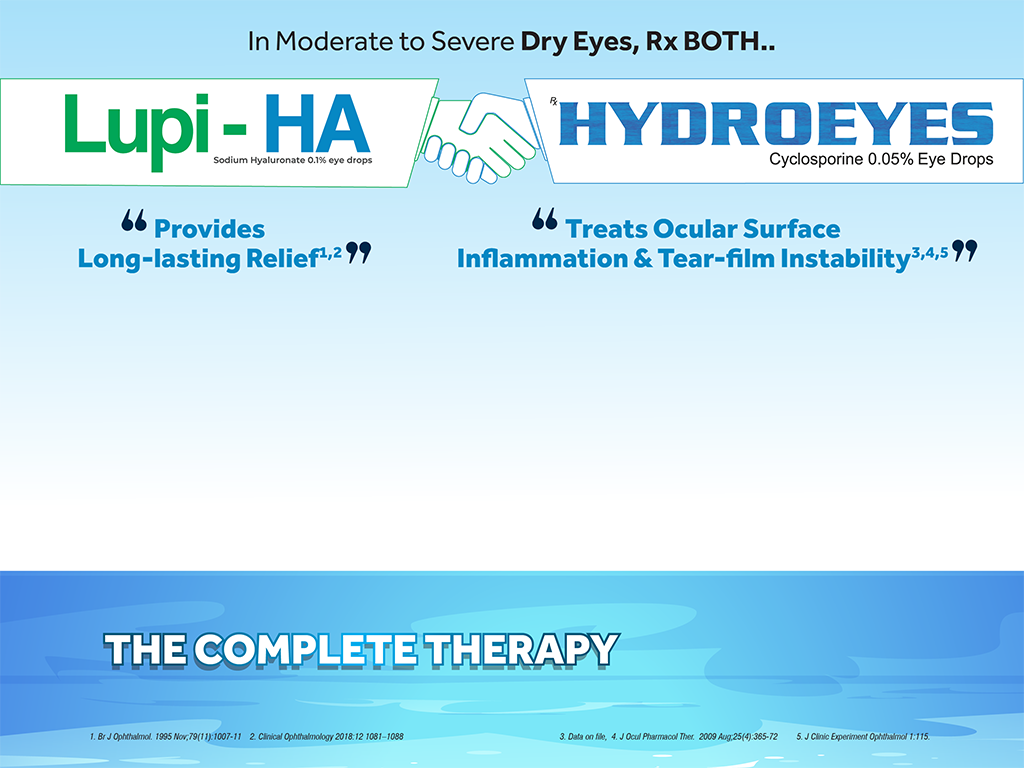 In Moderate to Severe Dry Eyes, Rx BOTH..
Lupi - HA
Sodium Hyaluronate 0.1% eye drops
Rx HYDROEYES
Cyclosporine 0.05% Eye Drops
“ Provides
Long-lasting Relief1,2 ”
“ Treats Ocular Surface
Inflammation & Tear-film Instability3,4,5 ”
THE COMPLETE THERAPY
1. Br J Ophthalmol. 1995 Nov;79(11):1007-11 2. Clinical Ophthalmology 2018:12 1081–1088
3. Data on file, 4. J Ocul Pharmacol Ther. 2009 Aug;25(4):365-72 5. J Clinic Experiment Ophthalmol 1:115.